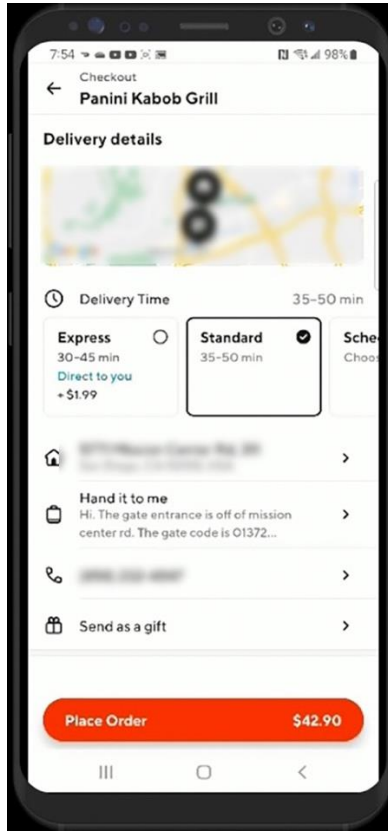 7:54
98%
Checkout
Panini Kabob Grill
Delivery details
Delivery Time
35-50 min
Express
30-45 min
Direct to you
+ $1.99
Standard
35-50 min
Sche
Choos
Hand it to me
Hi. The gate entrance is off of mission
center rd. The gate code is 01372...
Send as a gift
Place Order
$42.90